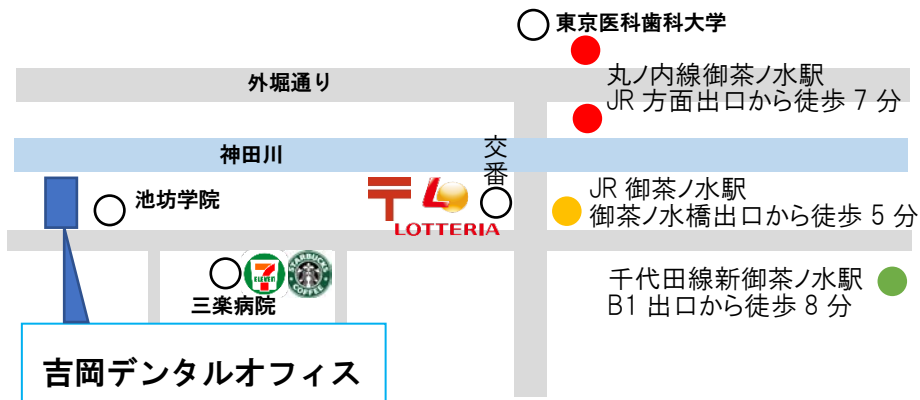 東京医科歯科大学
外堀通り
丸ノ内線御茶ノ水駅
JR 方面出口から徒歩 7 分
神田川
交番
池坊学院
LOTTERIA
JR 御茶ノ水駅
御茶ノ水橋出口から徒歩 5 分
7
ELEVEN
STARBUCKS
COFFEE
三楽病院
千代田線新御茶ノ水駅
B1 出口から徒歩 8 分
吉岡デンタルオフィス